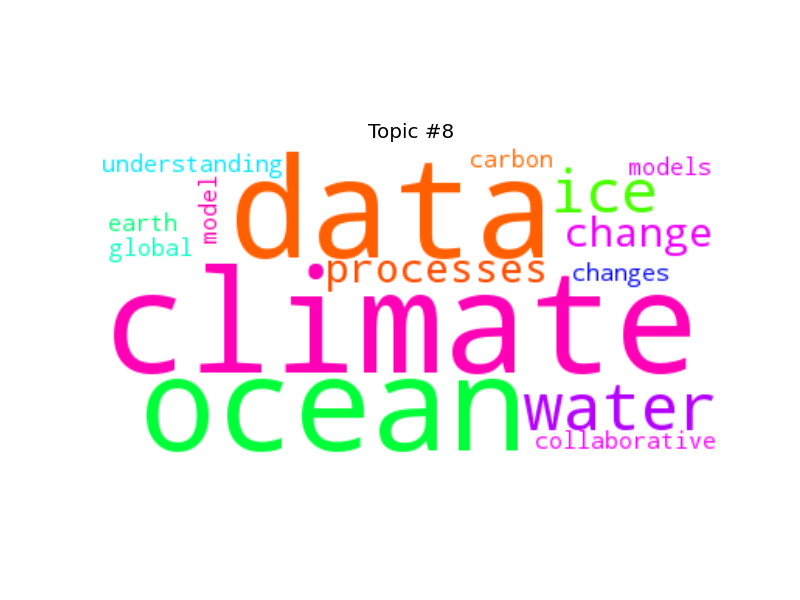 Topic #8
understanding
data
carbon
models
model
ice
earth
change
global
processes
changes
climate
ocean
water
collaborative